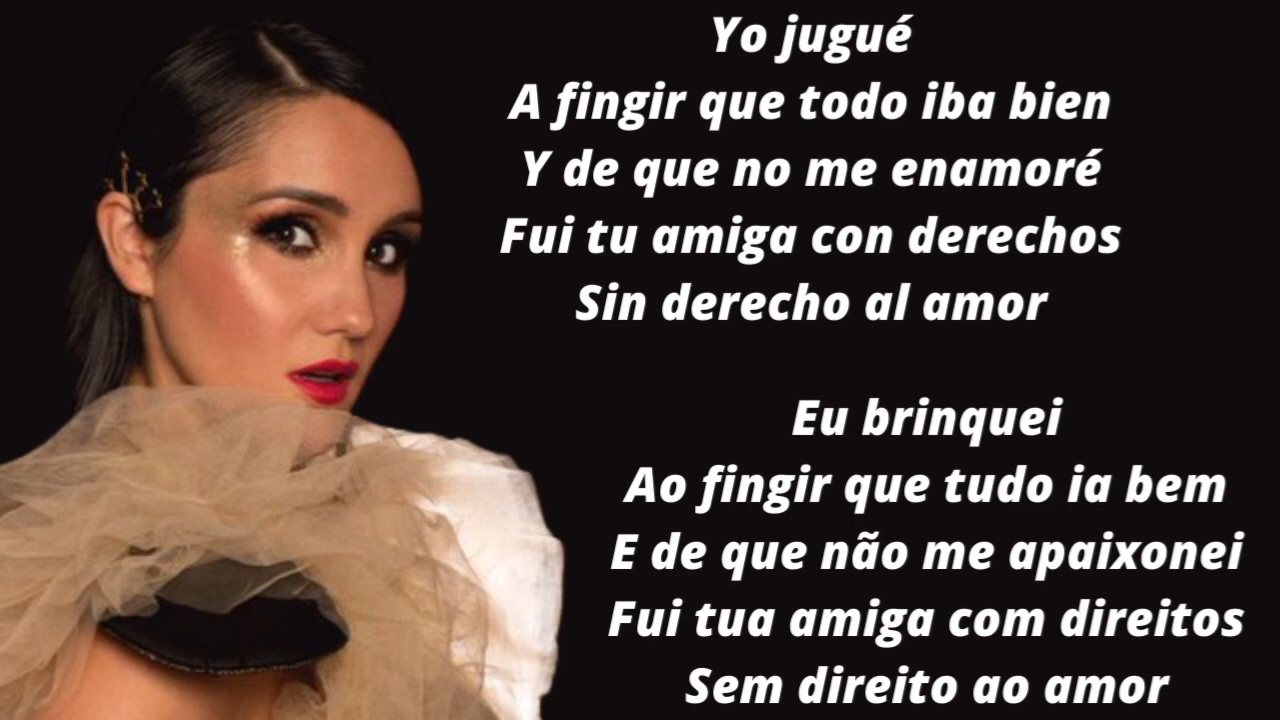 Yo jugué
A fingir que todo iba bien
Y de que no me enamoré
Fui tu amiga con derechos
Sin derecho al amor
Eu brinquei
Ao fingir que tudo ia bem
E de que não me apaixonei
Fui tua amiga com direitos
Sem direito ao amor